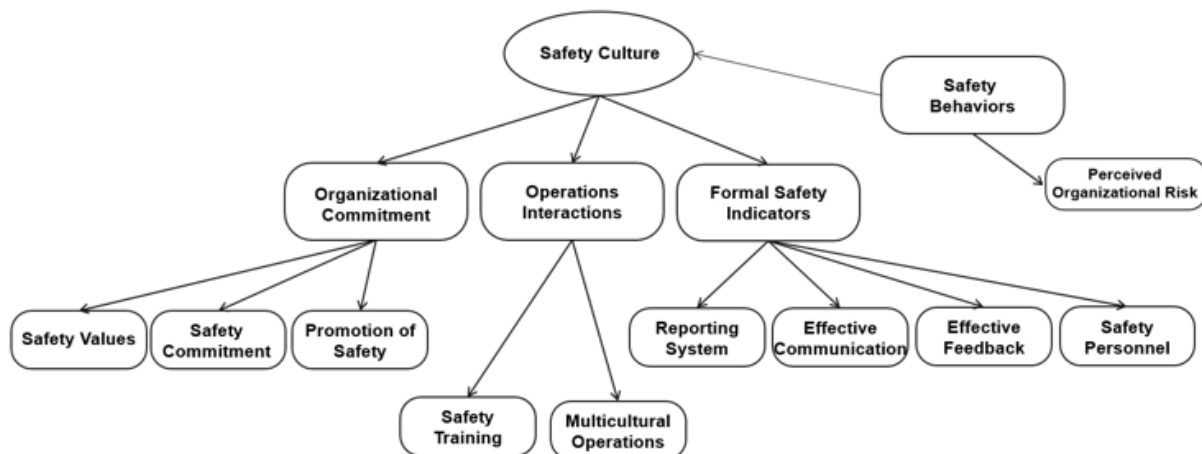 Safety Culture
Safety
Behaviors
Perceived
Organizational Risk
Organizational
Commitment
Operations
Interactions
Formal Safety
Indicators
Safety Values
Safety
Commitment
Promotion of
Safety
Reporting
System
Effective
Communication
Effective
Feedback
Safety
Personnel
Safety
Training
Multicultural
Operations